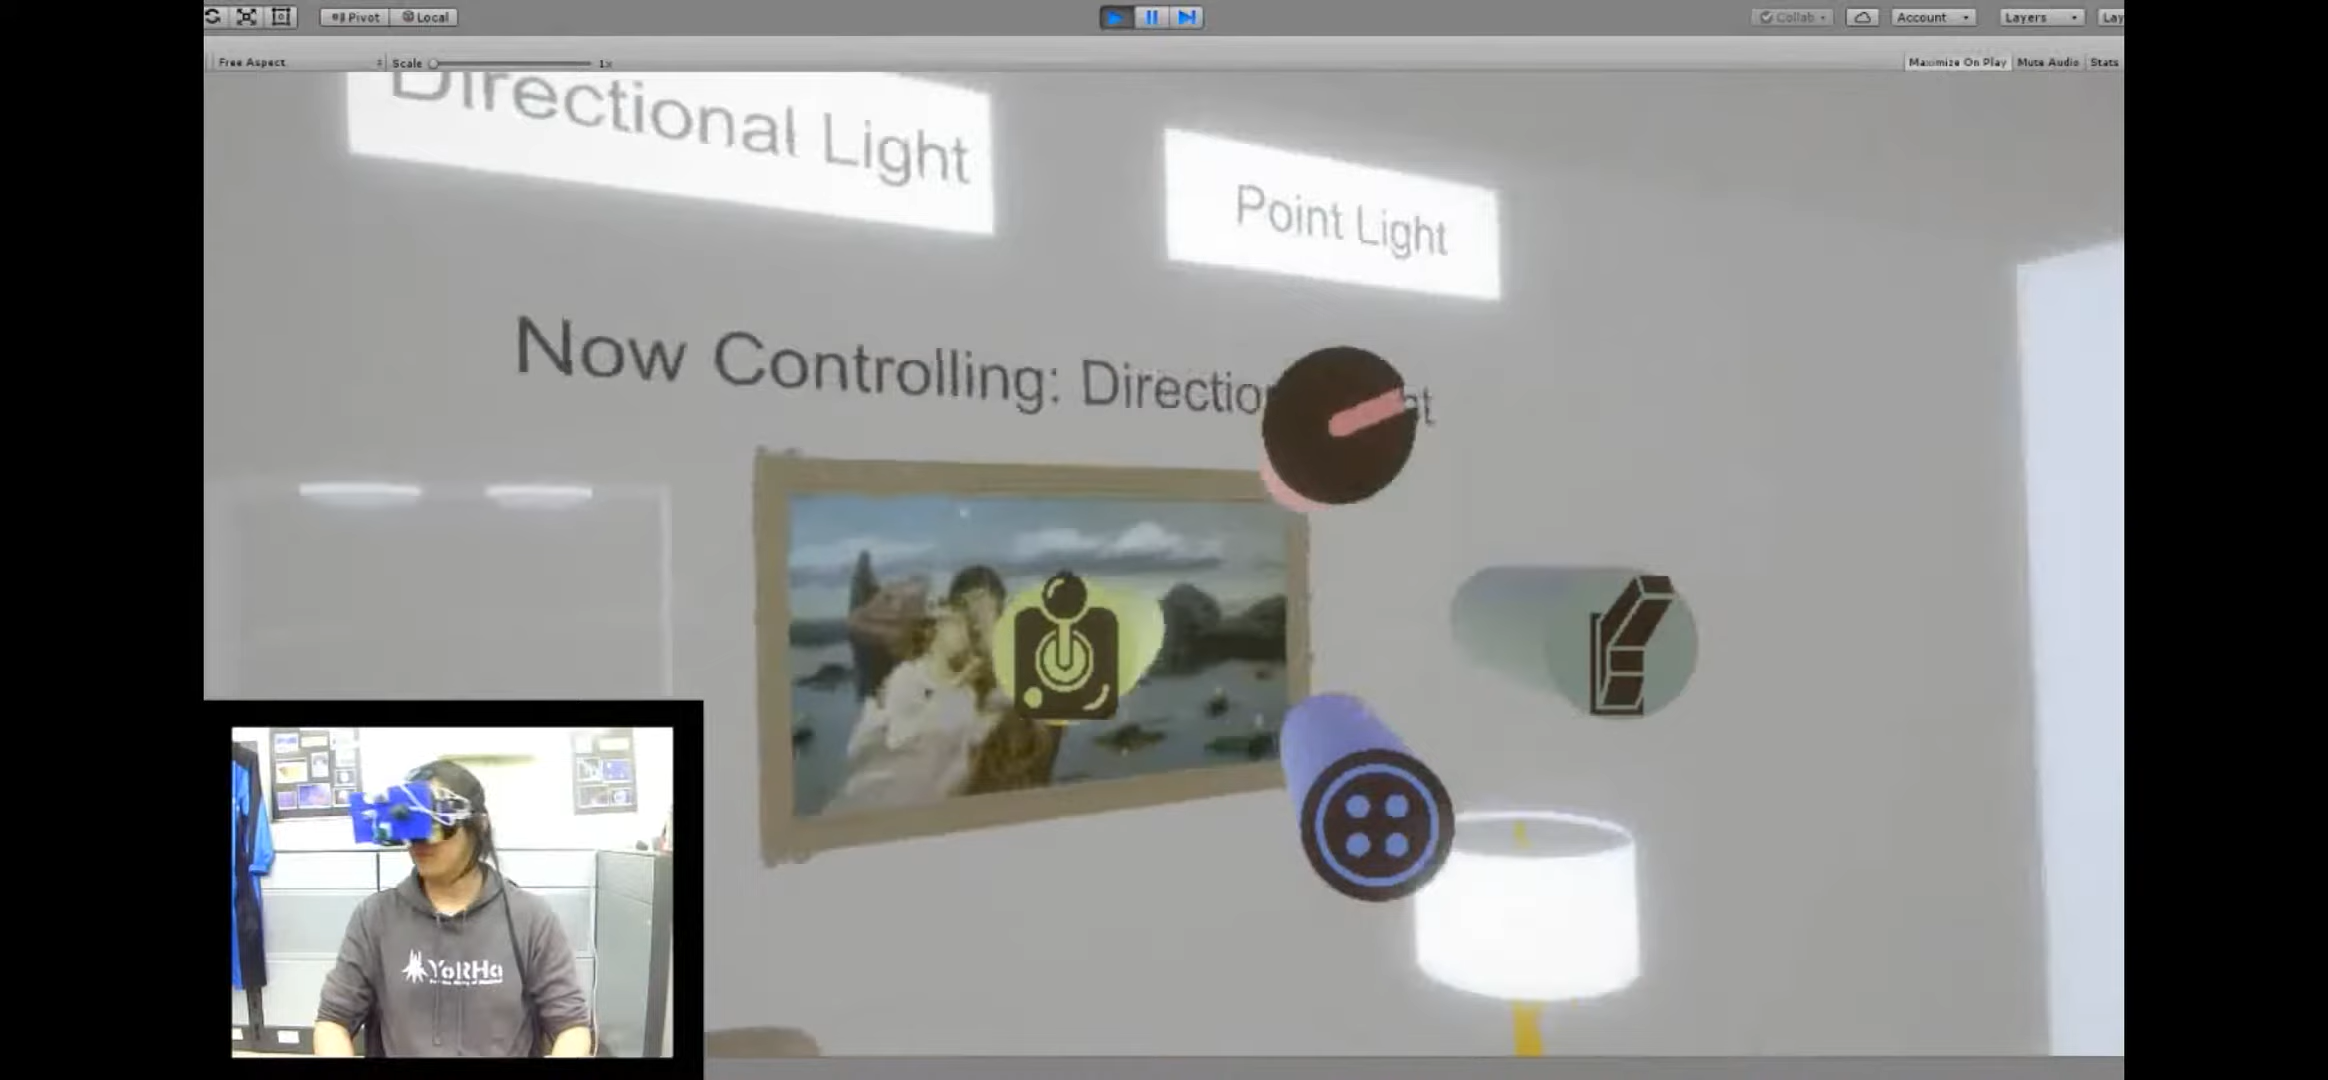 Pivot Local Collab Account Layers Lay
Free Aspect Scale 1x Maximize On Play Mute Audio Stats
Directional Light
Point Light
Now Controlling: Directio t
YoRHa